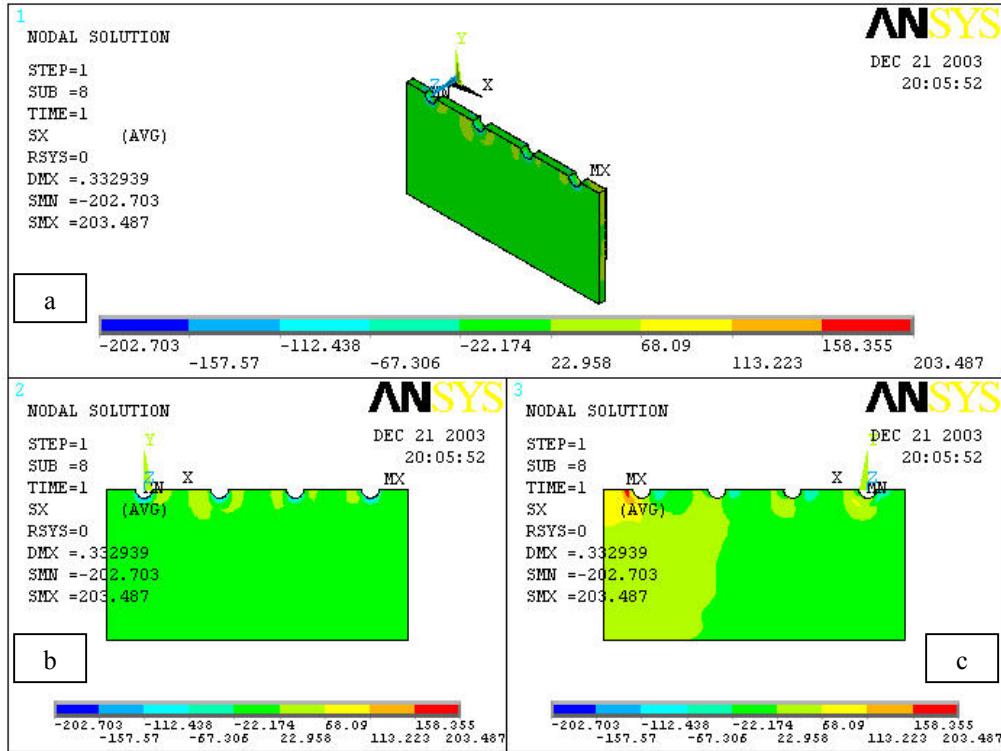 1
NODAL SOLUTION
STEP=1
SUB =8
TIME=1
SX (AVG)
RSYS=0
DMX =.332939
SMN =-202.703
SMX =203.487
ANSYS
DEC 21 2003
20:05:52
Y
Z
MN
X
MX
a
-202.703 -112.438 -22.174 68.09 158.355
-157.57 -67.306 22.958 113.223 203.487
2
NODAL SOLUTION
STEP=1
SUB =8
TIME=1
SX (AVG)
RSYS=0
DMX =.332939
SMN =-202.703
SMX =203.487
ANSYS
DEC 21 2003
20:05:52
Y
Z
MN
X
MX
b
-202.703 -112.438 -22.174 68.09 158.355
-157.57 -67.306 22.958 113.223 203.487
3
NODAL SOLUTION
STEP=1
SUB =8
TIME=1
SX (AVG)
RSYS=0
DMX =.332939
SMN =-202.703
SMX =203.487
ANSYS
DEC 21 2003
20:05:52
MX
X
Z
MN
c
-202.703 -112.438 -22.174 68.09 158.355
-157.57 -67.306 22.958 113.223 203.487